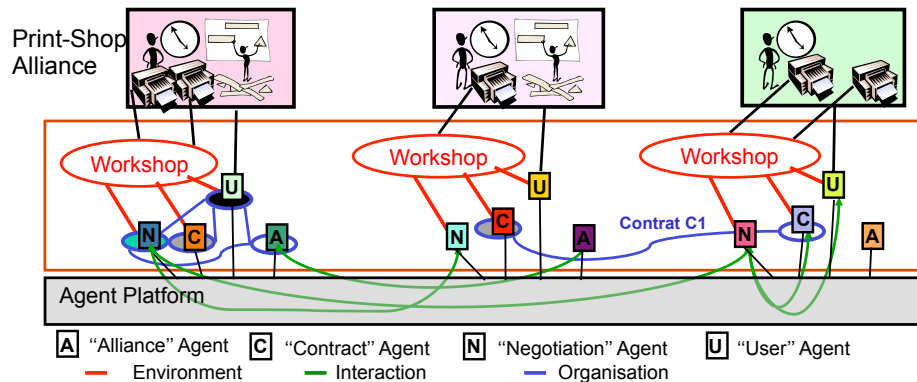 Print-Shop
Alliance
Workshop
Workshop
Workshop
U
U
U
N
C
A
N
C
A
Contrat C1
N
C
A
Agent Platform
A "Alliance" Agent
C "Contract" Agent
N "Negotiation" Agent
U "User" Agent
Environment
Interaction
Organisation